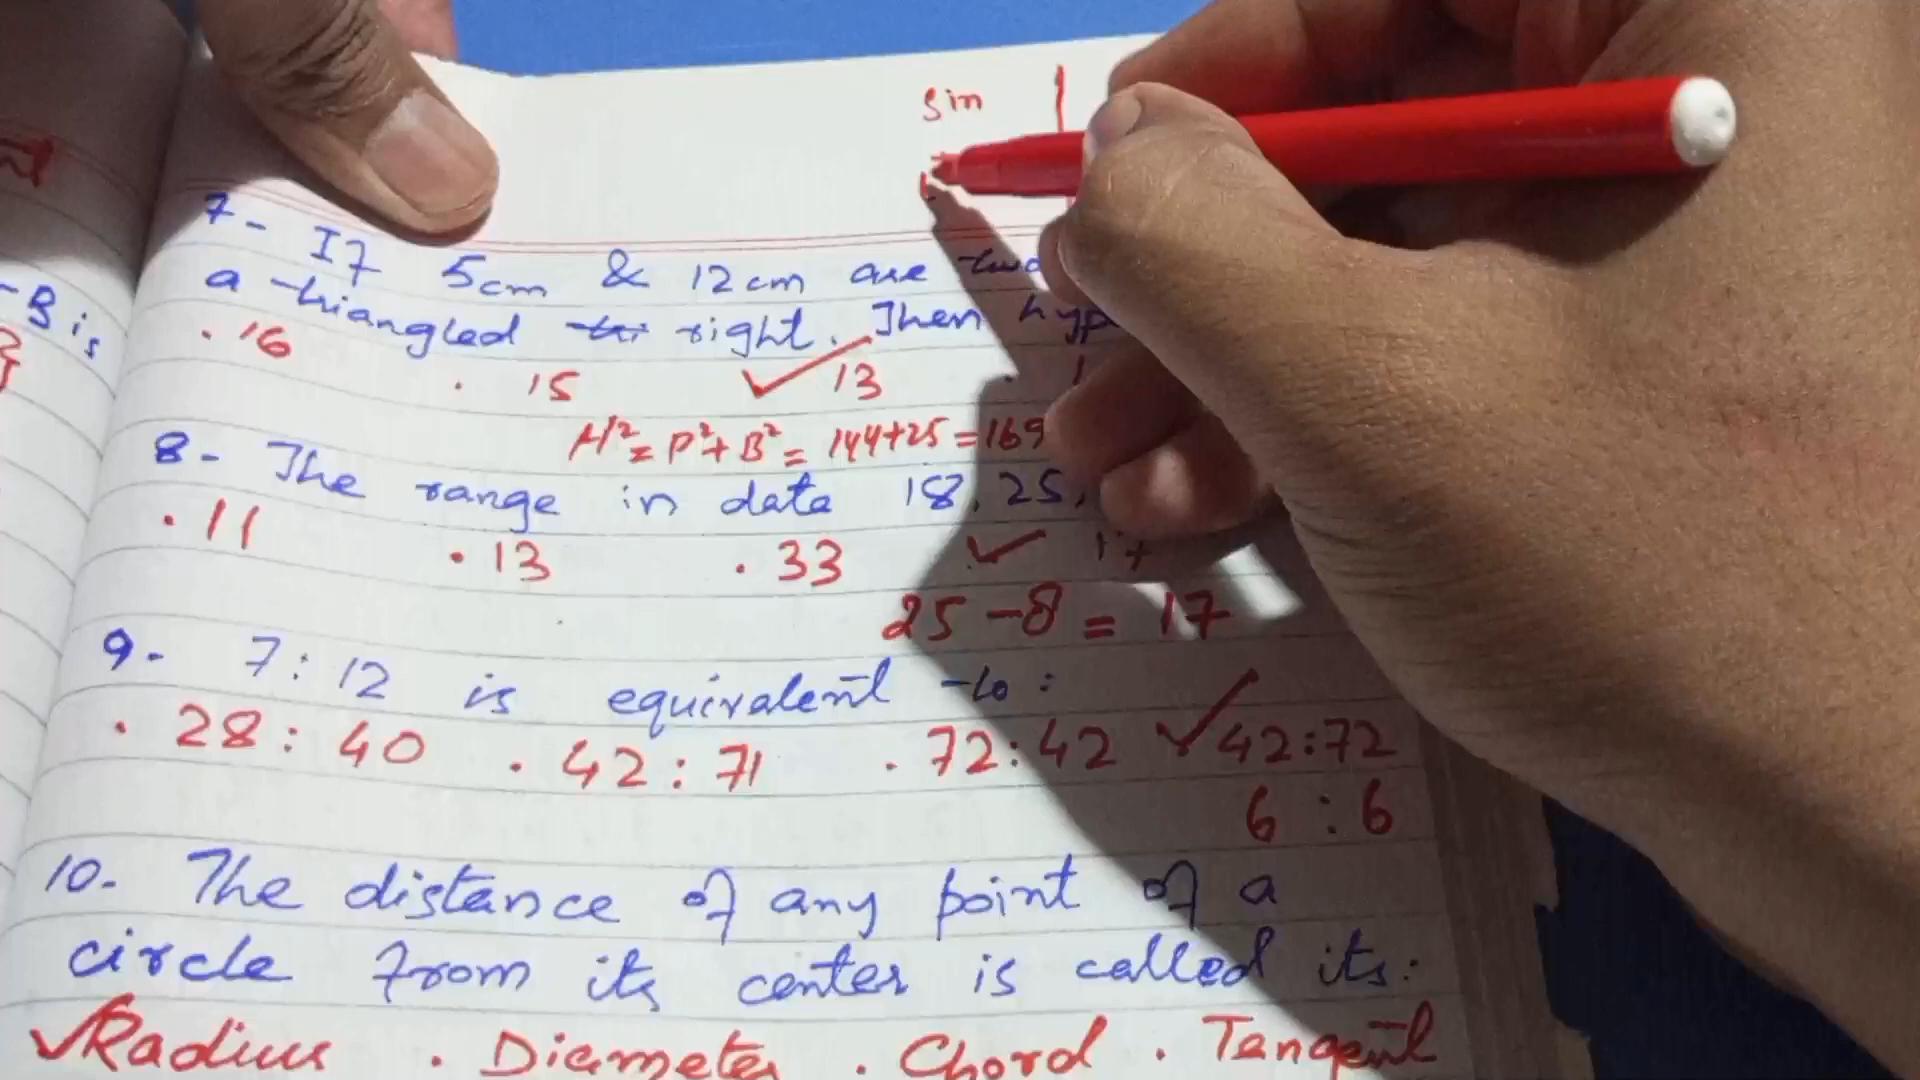 sin
7- If 5cm & 12cm are two
a triangled right. Then hyp
. 16 . 15 ✓ 13
H²= P²+B² = 144+25 =169
8- The range in data 18, 25,
. 11 . 13 . 33 ✓ 17
25 -8 = 17
9- 7:12 is equivalent to:
. 28:40 . 42:71 . 72:42 ✓ 42:72
6 : 6
10- The distance of any point of a
circle from its center is called its:
✓Radius . Diameter . Chord . Tangent
-B is